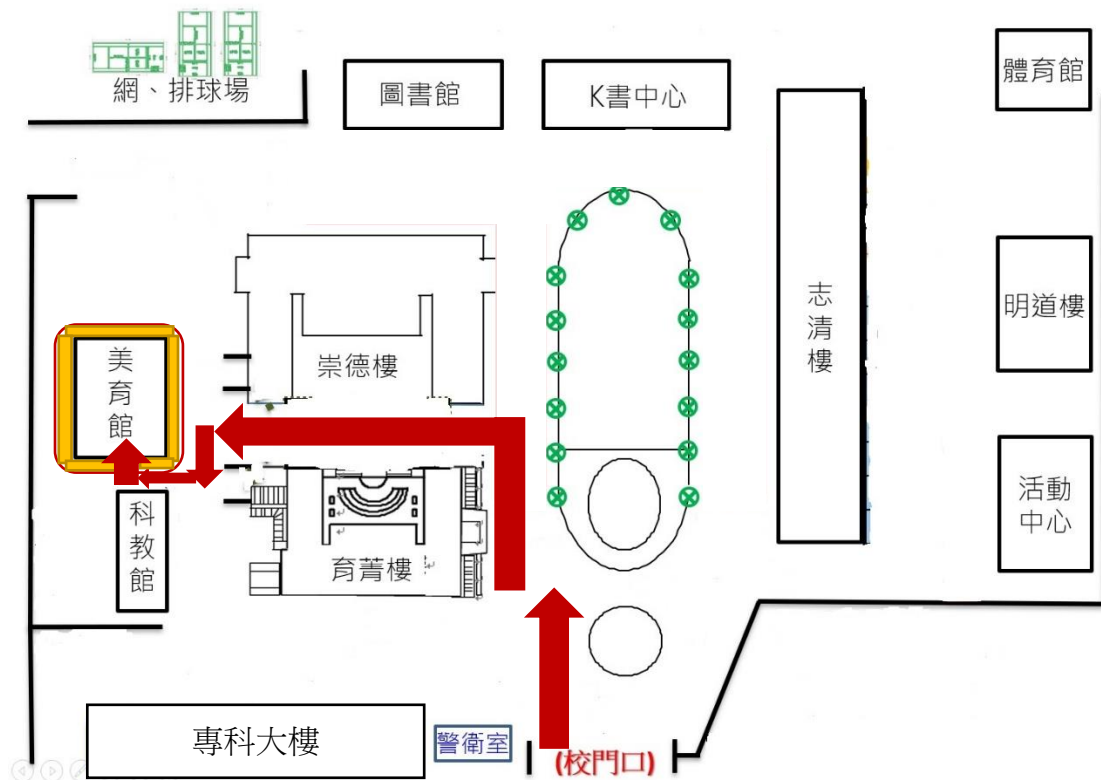 網、排球場
圖書館
K書中心
體育館
志清樓
明道樓
美育館
崇德樓
活動中心
科教館
育菁樓
專科大樓
警衛室
(校門口)